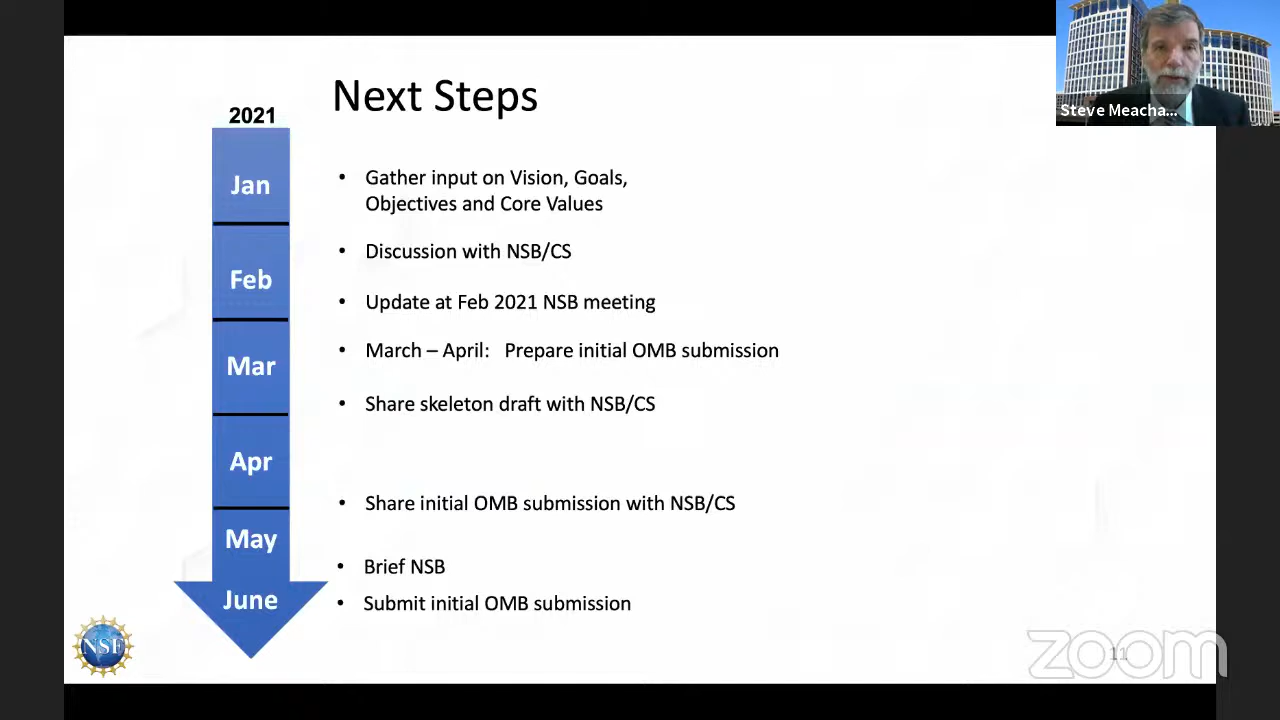 Steve Meacha...
Next Steps
2021
Jan
• Gather input on Vision, Goals,
Objectives and Core Values
• Discussion with NSB/CS
Feb
• Update at Feb 2021 NSB meeting
Mar
• March – April: Prepare initial OMB submission
• Share skeleton draft with NSB/CS
Apr
• Share initial OMB submission with NSB/CS
May
• Brief NSB
June
• Submit initial OMB submission
NSF
zoom
11